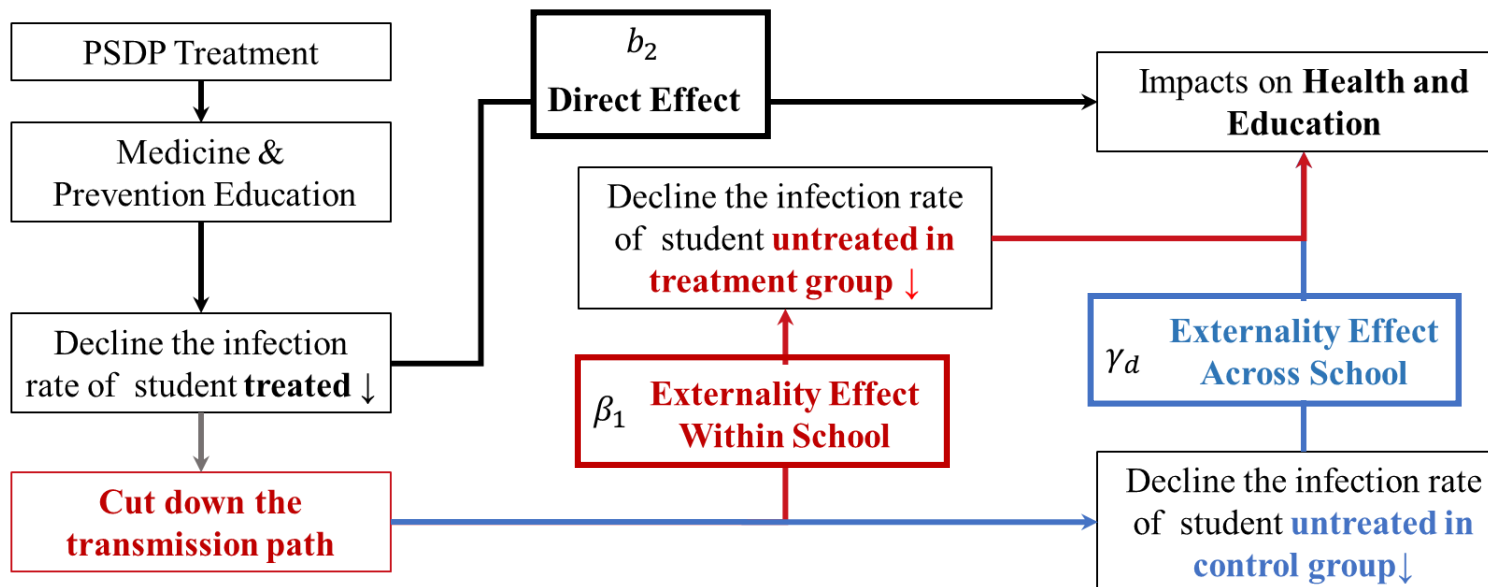 PSDP Treatment
Medicine &
Prevention Education
Decline the infection
rate of student treated ↓
Cut down the
transmission path
b₂
Direct Effect
Decline the infection rate
of student untreated in
treatment group ↓
β₁
Externality Effect
Within School
Impacts on Health and
Education
γ_d
Externality Effect
Across School
Decline the infection rate
of student untreated in
control group↓